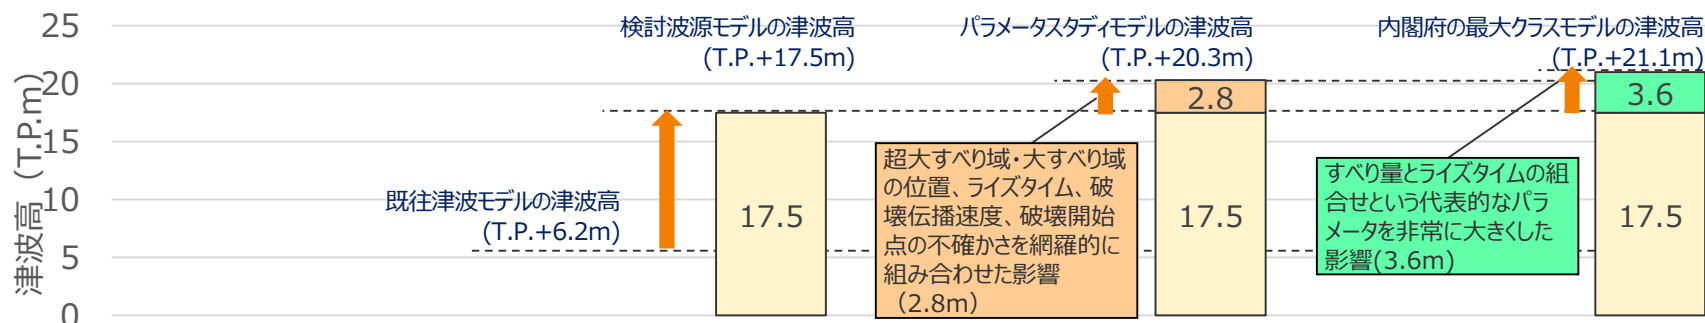 25
20
15
10
5
0
津波高（T.P.m）
既往津波モデルの津波高
(T.P.+6.2m)
検討波源モデルの津波高
(T.P.+17.5m)
17.5
パラメータスタディモデルの津波高
(T.P.+20.3m)
2.8
17.5
超大すべり域・大すべり域
の位置、ライズタイム、破
壊伝播速度、破壊開始
点の不確かさを網羅的に
組み合わせた影響
（2.8m）
内閣府の最大クラスモデルの津波高
(T.P.+21.1m)
3.6
17.5
すべり量とライズタイムの組
合せという代表的なパラ
メータを非常に大きくした
影響(3.6m)